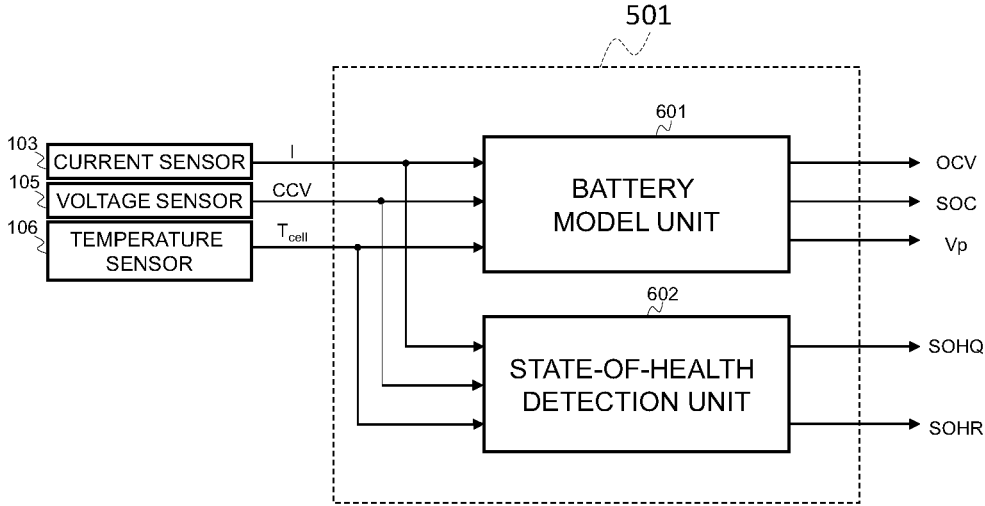 501
103
CURRENT SENSOR
I
105
VOLTAGE SENSOR
CCV
106
TEMPERATURE
SENSOR
Tcell
601
BATTERY
MODEL UNIT
OCV
SOC
Vp
602
STATE-OF-HEALTH
DETECTION UNIT
SOHQ
SOHR